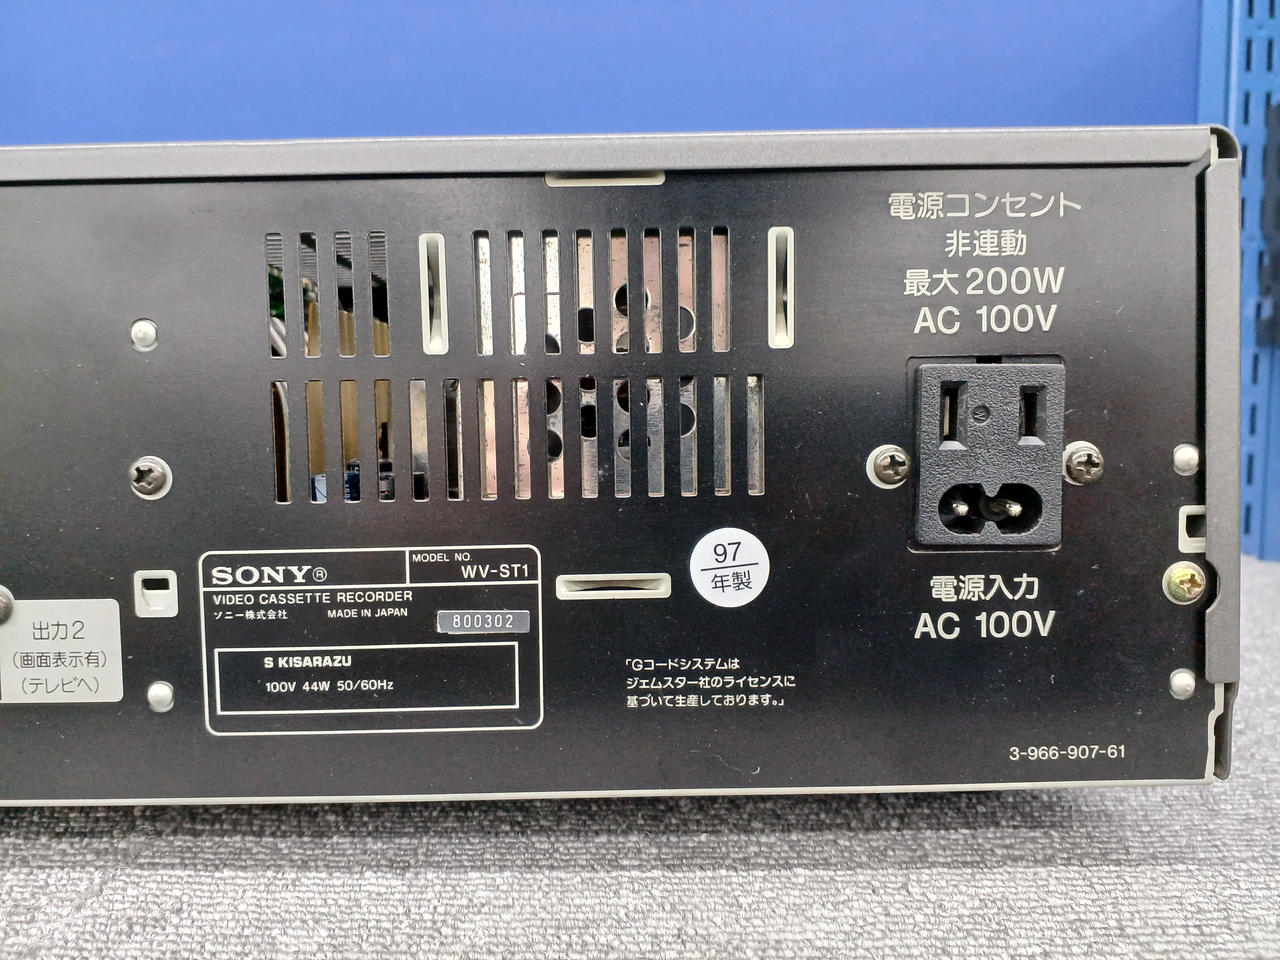 電源コンセント
非連動
最大200W
AC 100V
電源入力
AC 100V
SONY®
MODEL NO.
WV-ST1
VIDEO CASSETTE RECORDER
ソニー株式会社 MADE IN JAPAN
800302
S KISARAZU
100V 44W 50/60Hz
97
年製
出力2
(画面表示有)
(テレビへ)
「Gコードシステムは
ジェムスター社のライセンスに
基づいて生産しております。」
3-966-907-61